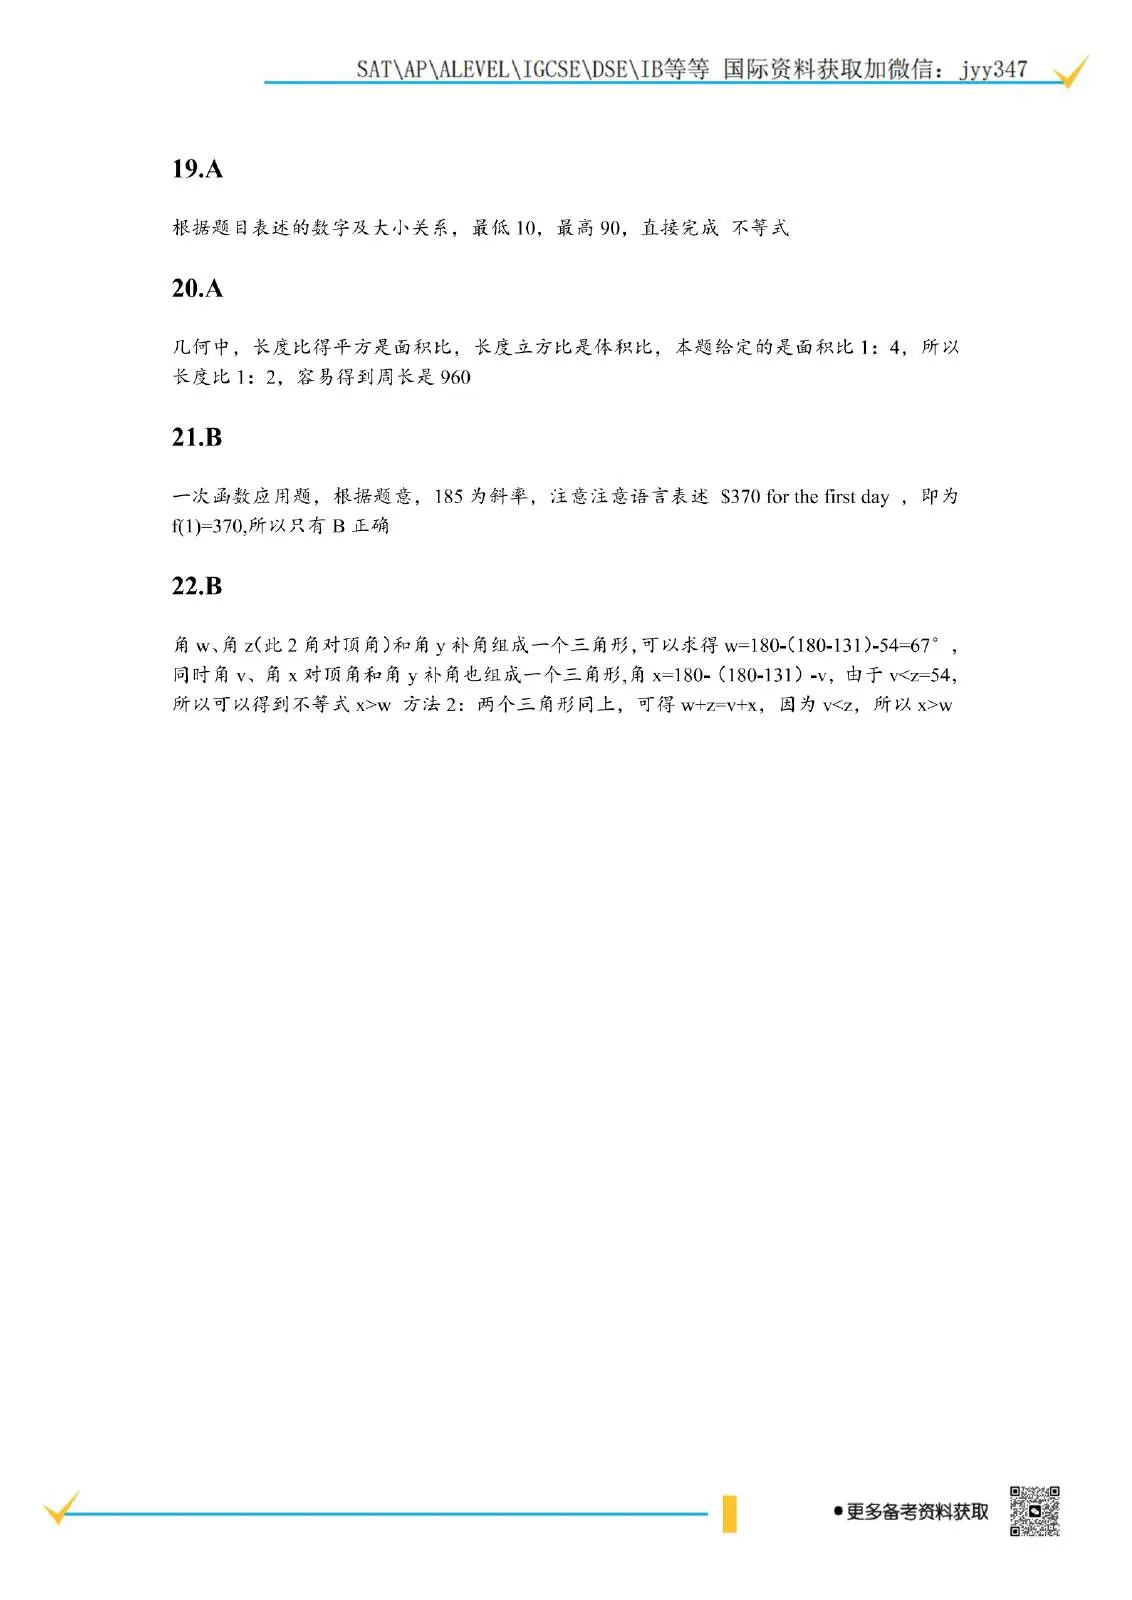 SAT\AP\ALEVEL\IGCSE\DSE\IB等等 国际资料获取加微信：jyy347
19.A
根据题目表述的数字及大小关系，最低 10，最高 90，直接完成 不等式
20.A
几何中，长度比得平方是面积比，长度立方比是体积比，本题给定的是面积比 1：4，所以
长度比 1：2，容易得到周长是 960
21.B
一次函数应用题，根据题意，185 为斜率，注意注意语言表述 $370 for the first day ，即为
f(1)=370,所以只有 B 正确
22.B
角 w、角 z（此 2 角对顶角）和角 y 补角组成一个三角形,可以求得 w=180-（180-131）-54=67°，
同时角 v、角 x 对顶角和角 y 补角也组成一个三角形,角 x=180-（180-131）-v，由于 v<z=54，
所以可以得到不等式 x>w 方法 2：两个三角形同上，可得 w+z=v+x，因为 v<z，所以 x>w
•更多备考资料获取